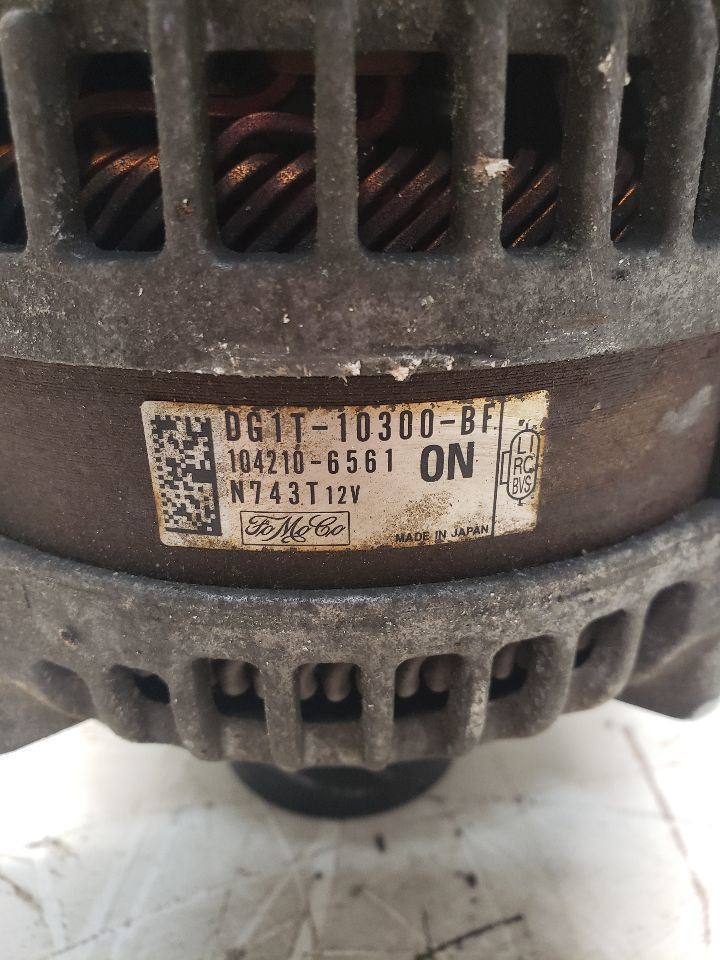 DG1T-10300-BF
104210-6561 ON
N743T 12V
FoMoCo
MADE IN JAPAN
LI
RC
BVS